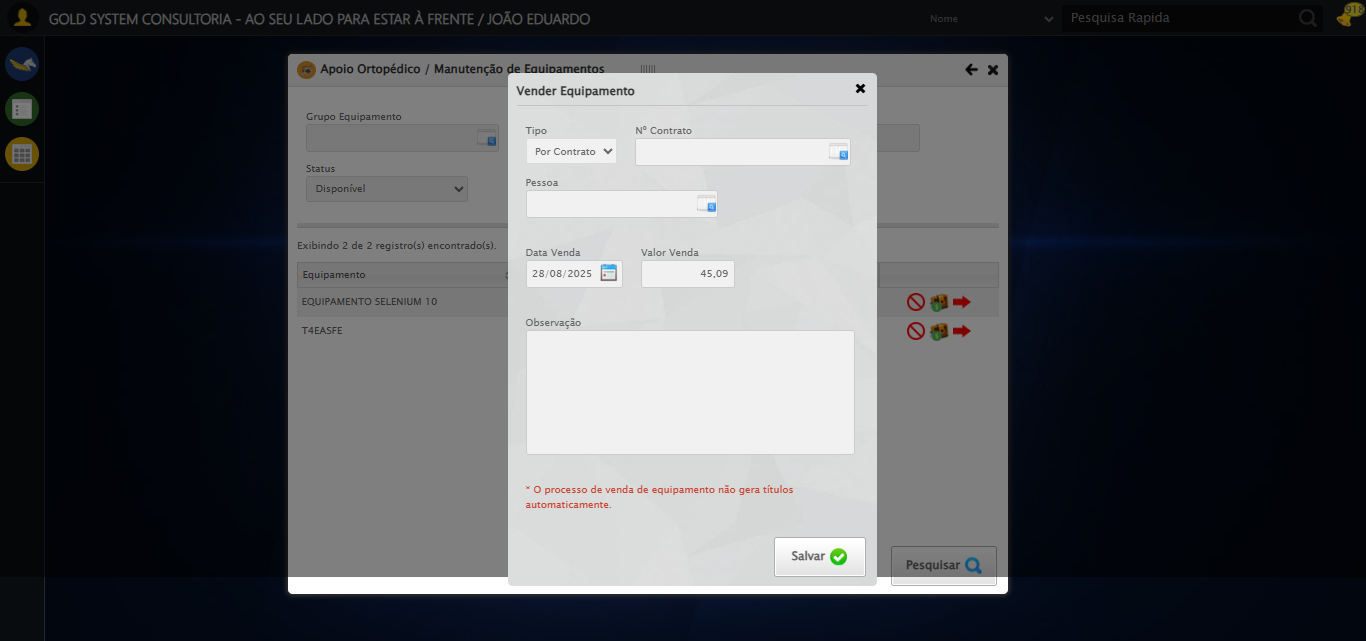 GOLD SYSTEM CONSULTORIA - AO SEU LADO PARA ESTAR À FRENTE / JOÃO EDUARDO
Nome
Pesquisa Rapida
918
Apoio Ortopédico / Manutenção de Equipamentos
Vender Equipamento
Grupo Equipamento
Tipo
Nº Contrato
Por Contrato
Status
Disponível
Pessoa
Exibindo 2 de 2 registro(s) encontrado(s).
Data Venda
Valor Venda
28/08/2025
45,09
Equipamento
EQUIPAMENTO SELENIUM 10
T4EASFE
Observação
* O processo de venda de equipamento não gera títulos
automaticamente.
Salvar
Pesquisar